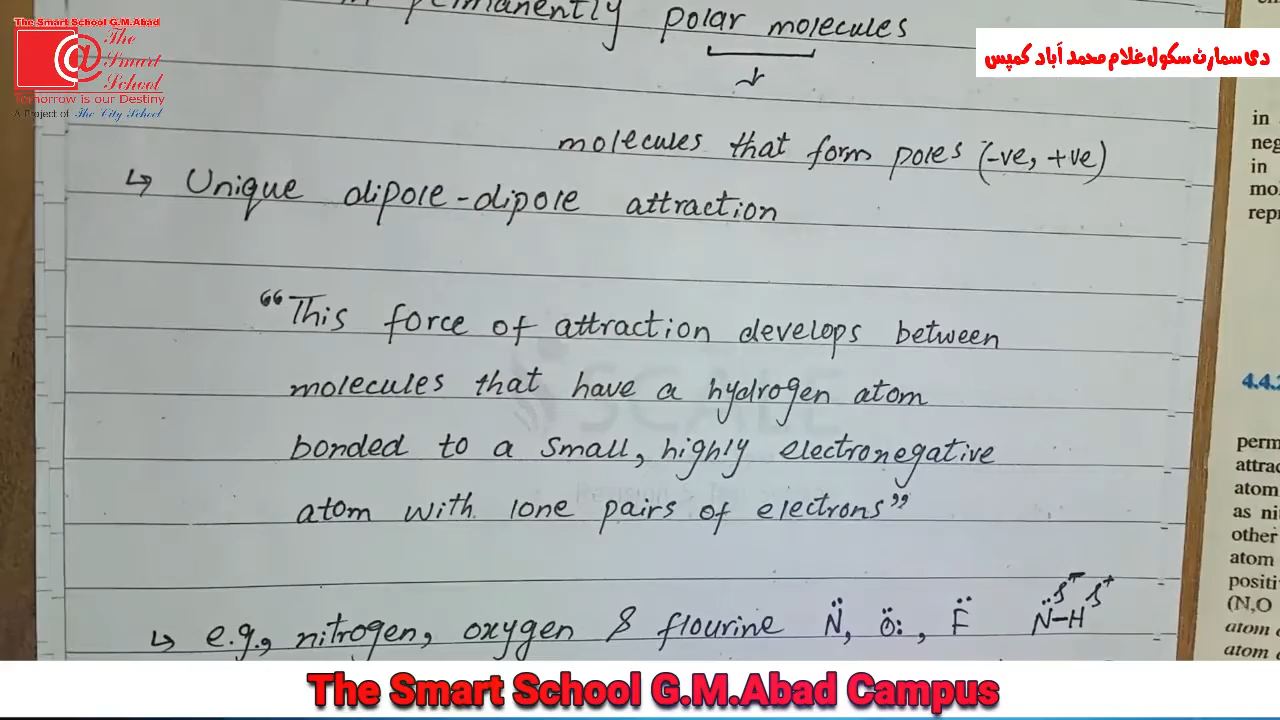 The Smart School G.M.Abad
The
Smart
School
Tomorrow is our Destiny
A Project of The City School
دی سمارٹ سکول غلام محمد آباد کمپس
permanently polar molecules
molecules that form poles (-ve, +ve)
↳ Unique dipole-dipole attraction
“This force of attraction develops between
molecules that have a hydrogen atom
bonded to a small, highly electronegative
atom with lone pairs of electrons”
↳ e.g., nitrogen, oxygen & flourine N̈, Ö:, F̈ N̈-H
δ- δ+
in
neg
in
mol
repr
4.4.
perm
attrac
atom
as ni
other
atom
positi
(N,O
atom
atom
The Smart School G.M.Abad Campus